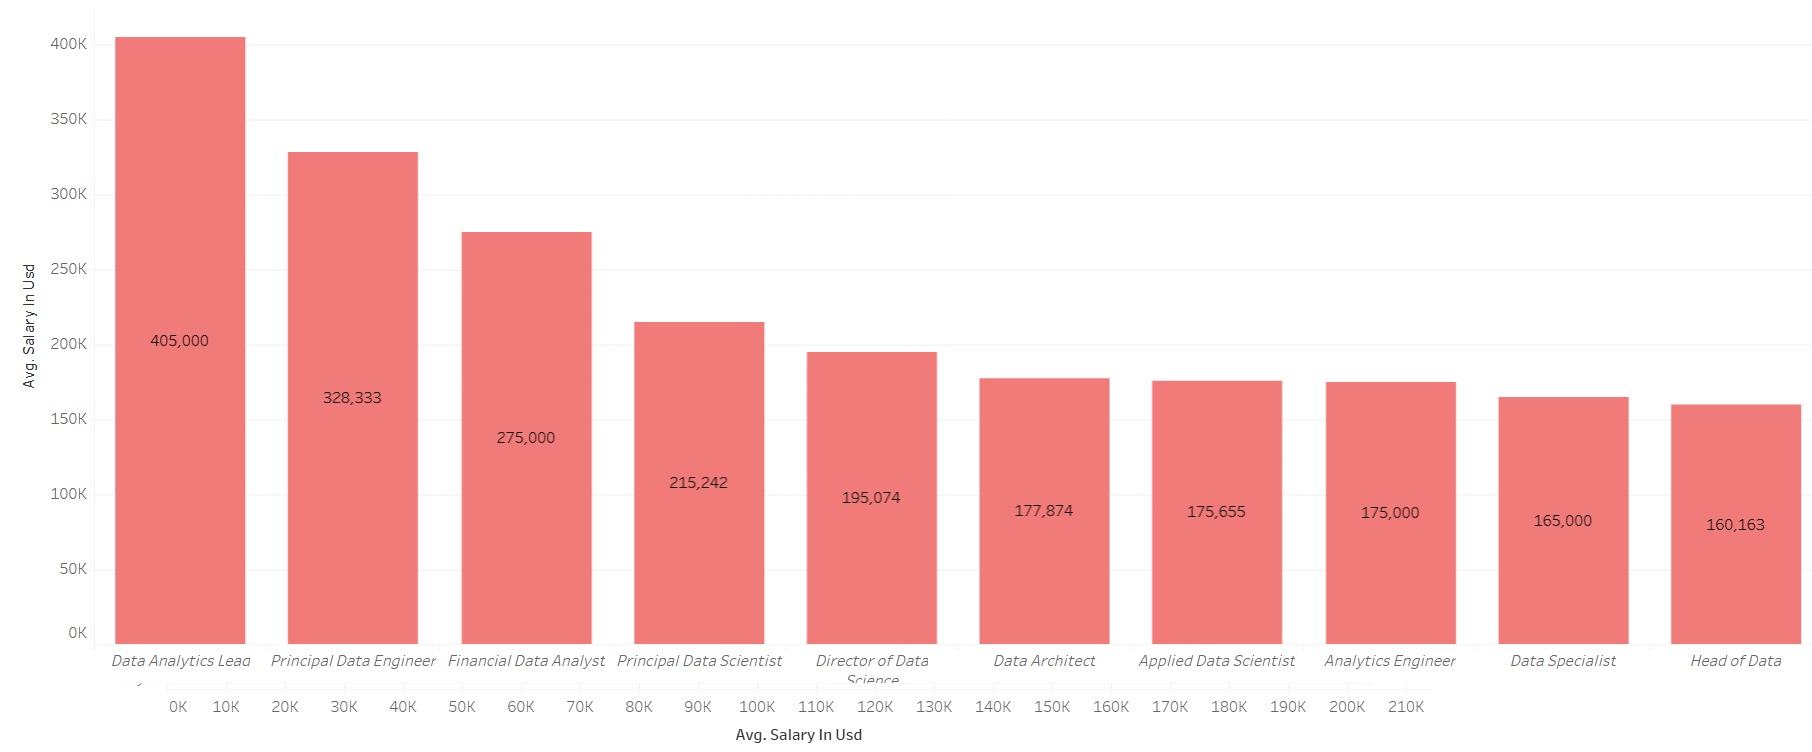 400K
350K
300K
250K
200K
150K
100K
50K
0K
Avg. Salary In Usd
405,000
328,333
275,000
215,242
195,074
177,874
175,655
175,000
165,000
160,163
Data Analytics Lead
Principal Data Engineer
Financial Data Analyst
Principal Data Scientist
Director of Data
Science
Data Architect
Applied Data Scientist
Analytics Engineer
Data Specialist
Head of Data
0K 10K 20K 30K 40K 50K 60K 70K 80K 90K 100K 110K 120K 130K 140K 150K 160K 170K 180K 190K 200K 210K
Avg. Salary In Usd